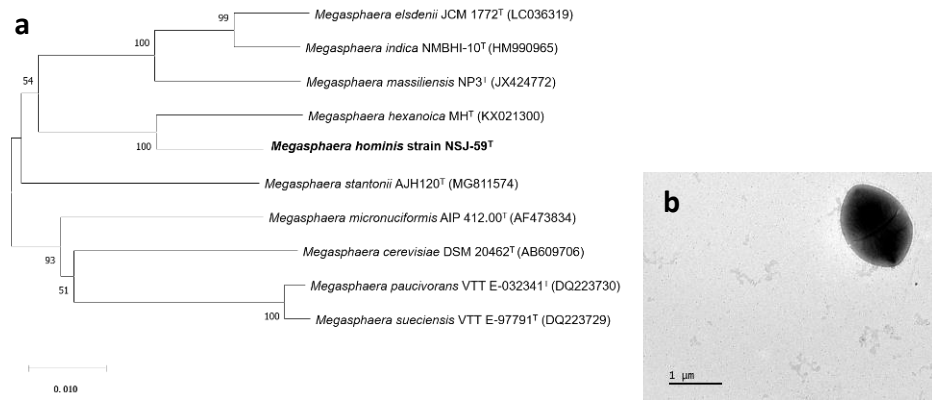 a
99
Megasphaera elsdenii JCM 1772ᵀ (LC036319)
100
Megasphaera indica NMBHI-10ᵀ (HM990965)
54
Megasphaera massiliensis NP3ᵀ (JX424772)
Megasphaera hexanoica MHᵀ (KX021300)
100
Megasphaera hominis strain NSJ-59ᵀ
Megasphaera stantonii AJH120ᵀ (MG811574)
Megasphaera micronuciformis AIP 412.00ᵀ (AF473834)
93
Megasphaera cerevisiae DSM 20462ᵀ (AB609706)
51
Megasphaera paucivorans VTT E-032341ᵀ (DQ223730)
100
Megasphaera sueciensis VTT E-97791ᵀ (DQ223729)
0.010
b
1 μm